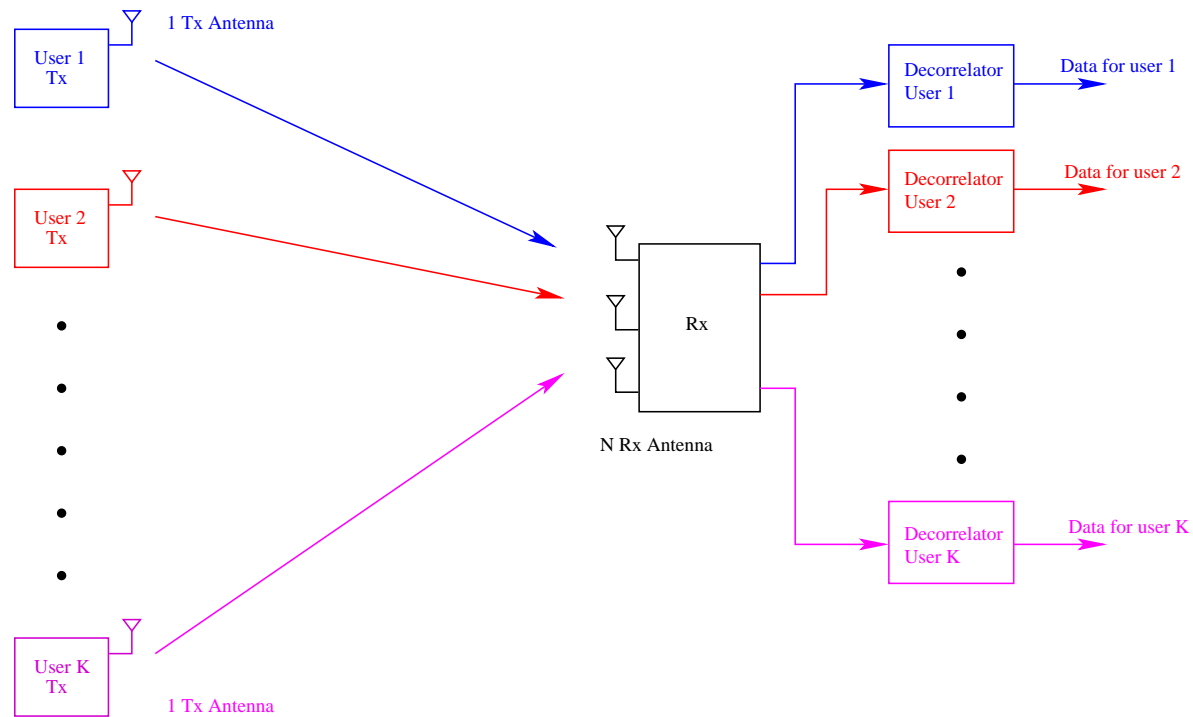 1 Tx Antenna
User 1
Tx
User 2
Tx
User K
Tx
1 Tx Antenna
Rx
N Rx Antenna
Decorrelator
User 1
Data for user 1
Decorrelator
User 2
Data for user 2
Decorrelator
User K
Data for user K